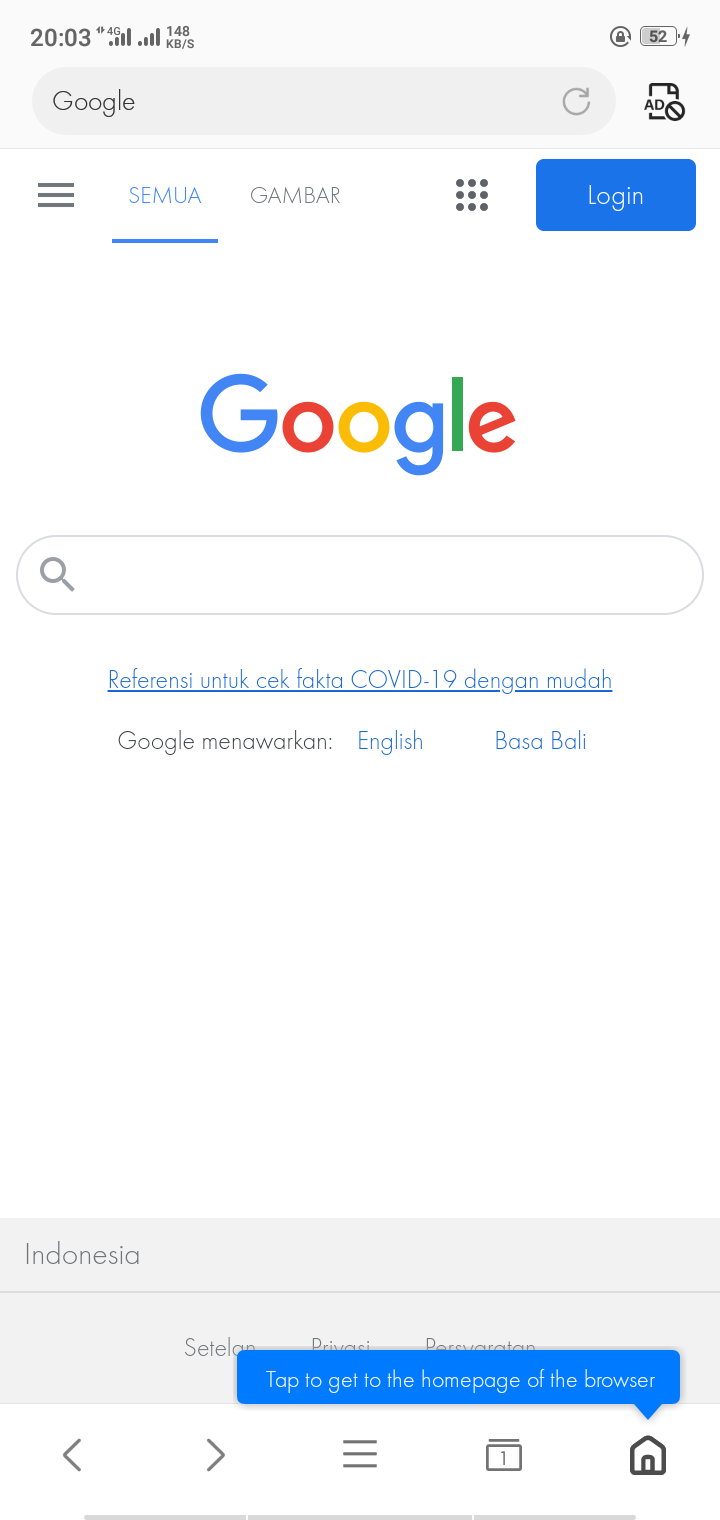 20:03 4G 148 KB/S 52
Google
AD
SEMUA GAMBAR Login
Google
Referensi untuk cek fakta COVID-19 dengan mudah
Google menawarkan: English Basa Bali
Indonesia
Setelan Privasi Persyaratan
Tap to get to the homepage of the browser
1